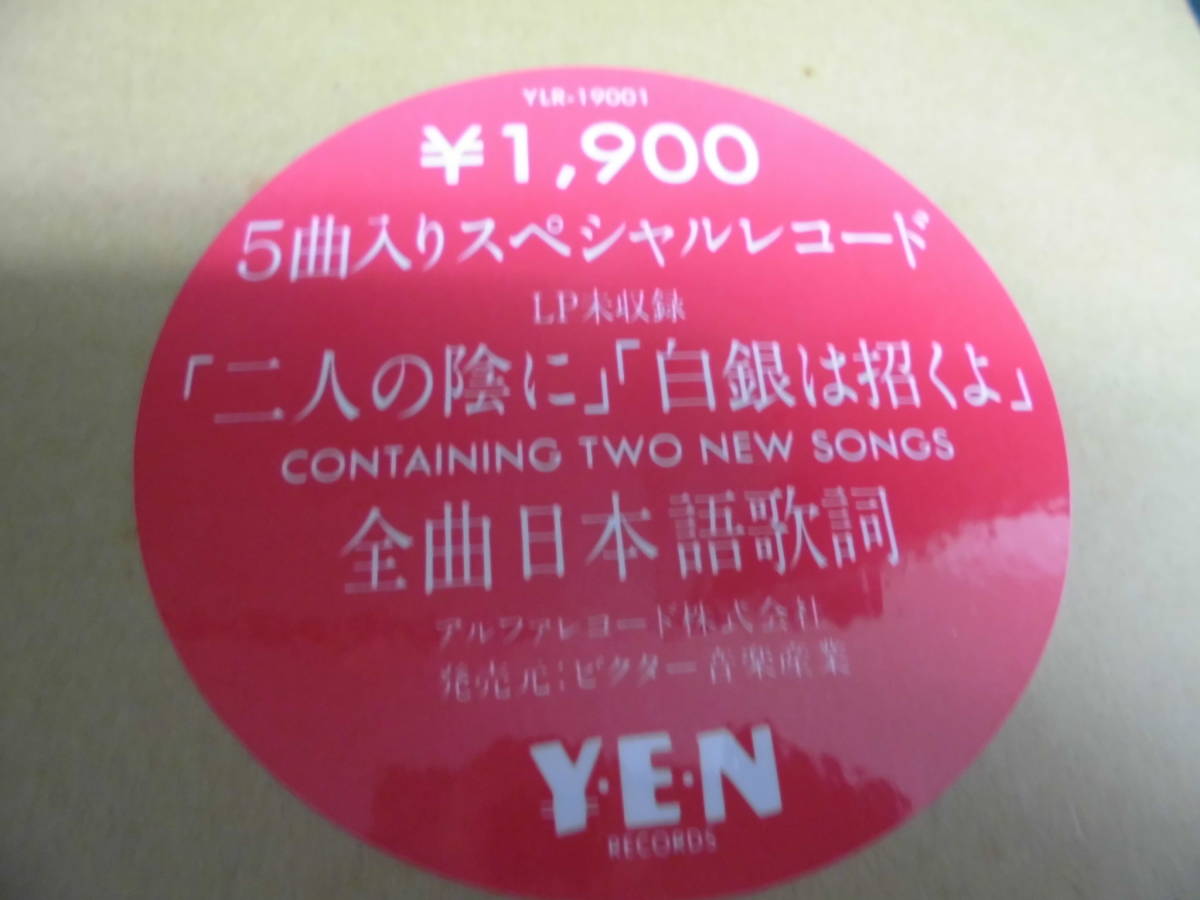 YLR-19001
¥1,900
5曲入りスペシャルレコード
LP未収録
「二人の陰に」「白銀は招くよ」
CONTAINING TWO NEW SONGS
全曲日本語歌詞
アルファレコード株式会社
発売元:ビクター音楽産業
Y·E·N
RECORDS